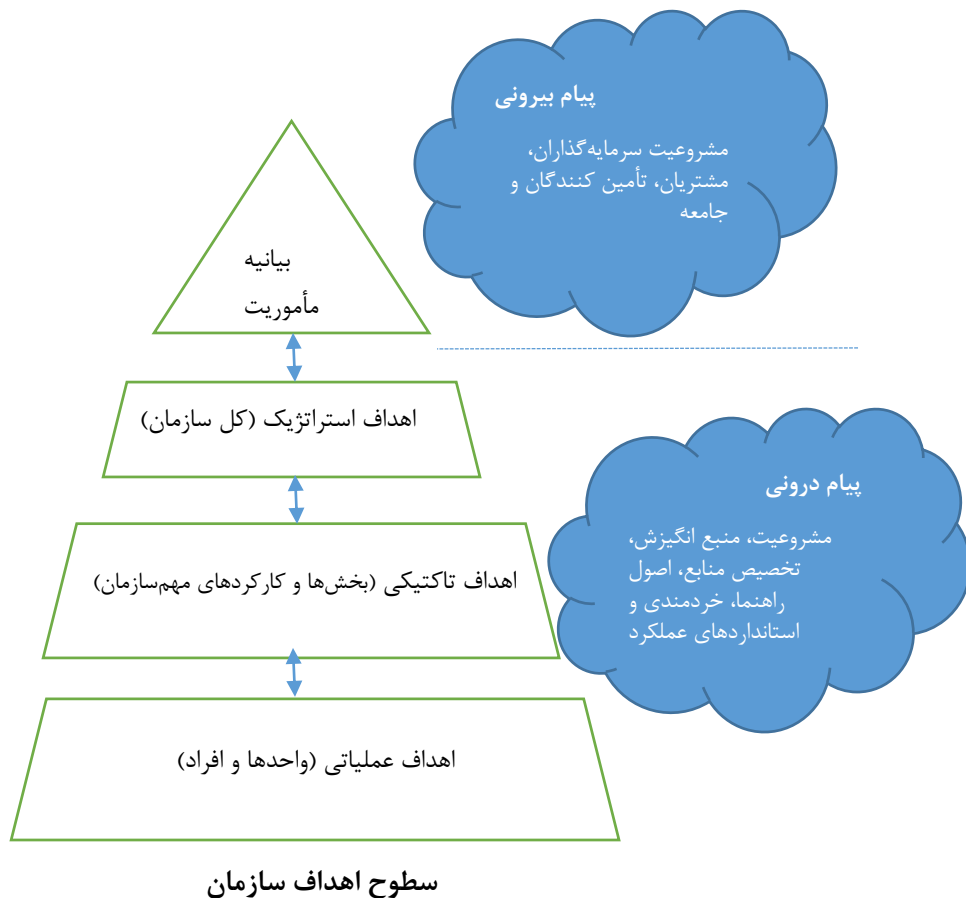 پیام بیرونی
مشروعیت سرمایه‌گذاران،
مشتریان، تأمین کنندگان و
جامعه
بیانیه
مأموریت
اهداف استراتژیک (کل سازمان)
پیام درونی
مشروعیت، منبع انگیزش،
تخصیص منابع، اصول
راهنما، خردمندی و
استانداردهای عملکرد
اهداف تاکتیکی (بخش‌ها و کارکردهای مهم‌سازمان)
اهداف عملیاتی (واحدها و افراد)
سطوح اهداف سازمان